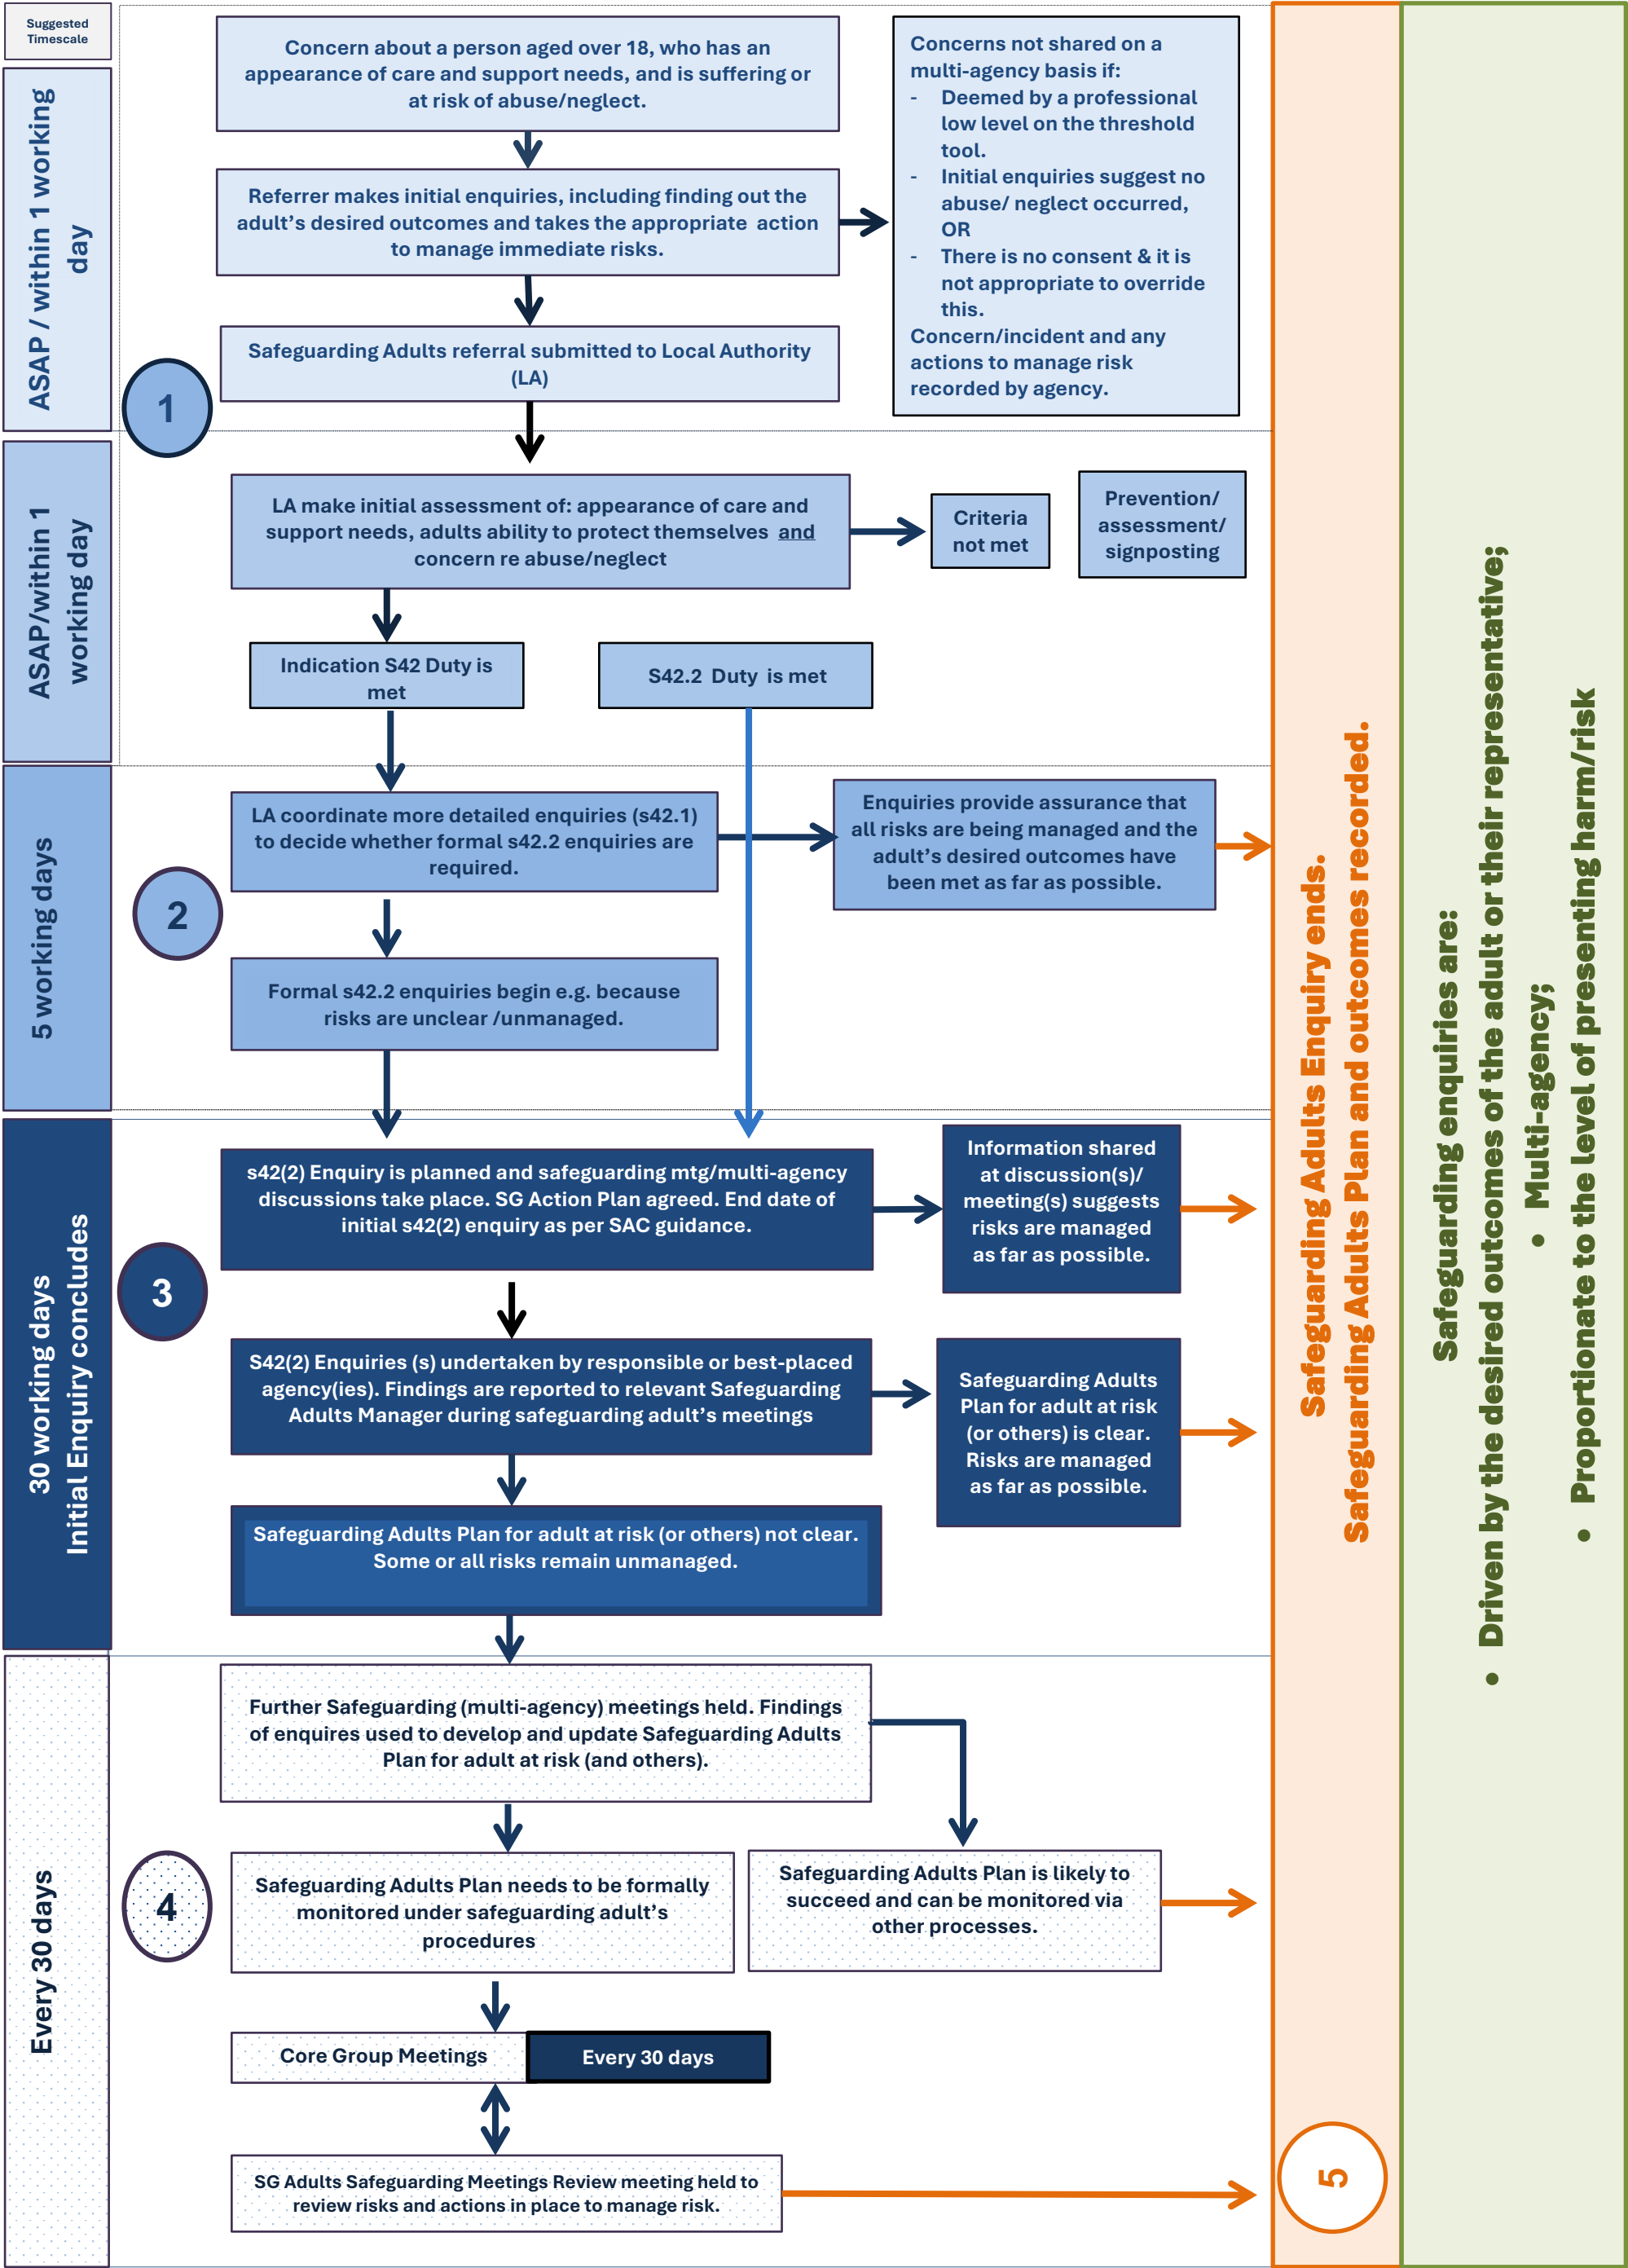 Suggested
Timescale
ASAP / within 1 working
day
Concern about a person aged over 18, who has an
appearance of care and support needs, and is suffering or
at risk of abuse/neglect.
Referrer makes initial enquiries, including finding out the
adult’s desired outcomes and takes the appropriate action
to manage immediate risks.
Safeguarding Adults referral submitted to Local Authority
(LA)
Concerns not shared on a
multi-agency basis if:
- Deemed by a professional
low level on the threshold
tool.
- Initial enquiries suggest no
abuse/ neglect occurred,
OR
- There is no consent & it is
not appropriate to override
this.
Concern/incident and any
actions to manage risk
recorded by agency.
1
ASAP/within 1
working day
LA make initial assessment of: appearance of care and
support needs, adults ability to protect themselves and
concern re abuse/neglect
Criteria
not met
Prevention/
assessment/
signposting
Indication S42 Duty is
met
S42.2 Duty is met
5 working days
2
LA coordinate more detailed enquiries (s42.1)
to decide whether formal s42.2 enquiries are
required.
Enquiries provide assurance that
all risks are being managed and the
adult’s desired outcomes have
been met as far as possible.
Formal s42.2 enquiries begin e.g. because
risks are unclear /unmanaged.
30 working days
Initial Enquiry concludes
3
s42(2) Enquiry is planned and safeguarding mtg/multi-agency
discussions take place. SG Action Plan agreed. End date of
initial s42(2) enquiry as per SAC guidance.
Information shared
at discussion(s)/
meeting(s) suggests
risks are managed
as far as possible.
S42(2) Enquiries (s) undertaken by responsible or best-placed
agency(ies). Findings are reported to relevant Safeguarding
Adults Manager during safeguarding adult’s meetings
Safeguarding Adults
Plan for adult at risk
(or others) is clear.
Risks are managed
as far as possible.
Safeguarding Adults Plan for adult at risk (or others) not clear.
Some or all risks remain unmanaged.
Every 30 days
4
Further Safeguarding (multi-agency) meetings held. Findings
of enquires used to develop and update Safeguarding Adults
Plan for adult at risk (and others).
Safeguarding Adults Plan needs to be formally
monitored under safeguarding adult’s
procedures
Safeguarding Adults Plan is likely to
succeed and can be monitored via
other processes.
Core Group Meetings
Every 30 days
SG Adults Safeguarding Meetings Review meeting held to
review risks and actions in place to manage risk.
Safeguarding Adults Enquiry ends.
Safeguarding Adults Plan and outcomes recorded.
5
Safeguarding enquiries are:
• Driven by the desired outcomes of the adult or their representative;
• Multi-agency;
• Proportionate to the level of presenting harm/risk